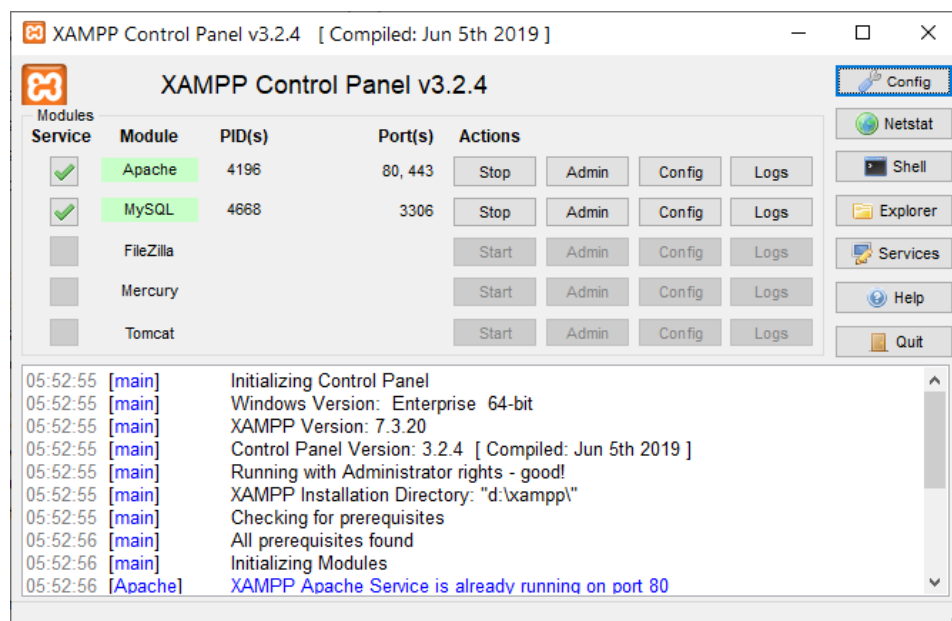 XAMPP Control Panel v3.2.4 [ Compiled: Jun 5th 2019 ]
XAMPP Control Panel v3.2.4
Config
Modules
Service Module PID(s) Port(s) Actions
Netstat
Apache 4196 80, 443 Stop Admin Config Logs
Shell
MySQL 4668 3306 Stop Admin Config Logs
Explorer
FileZilla Start Admin Config Logs
Services
Mercury Start Admin Config Logs
Help
Tomcat Start Admin Config Logs
Quit
05:52:55 [main] Initializing Control Panel
05:52:55 [main] Windows Version: Enterprise 64-bit
05:52:55 [main] XAMPP Version: 7.3.20
05:52:55 [main] Control Panel Version: 3.2.4 [ Compiled: Jun 5th 2019 ]
05:52:55 [main] Running with Administrator rights - good!
05:52:55 [main] XAMPP Installation Directory: "d:\xampp\"
05:52:55 [main] Checking for prerequisites
05:52:56 [main] All prerequisites found
05:52:56 [main] Initializing Modules
05:52:56 [Apache] XAMPP Apache Service is already running on port 80